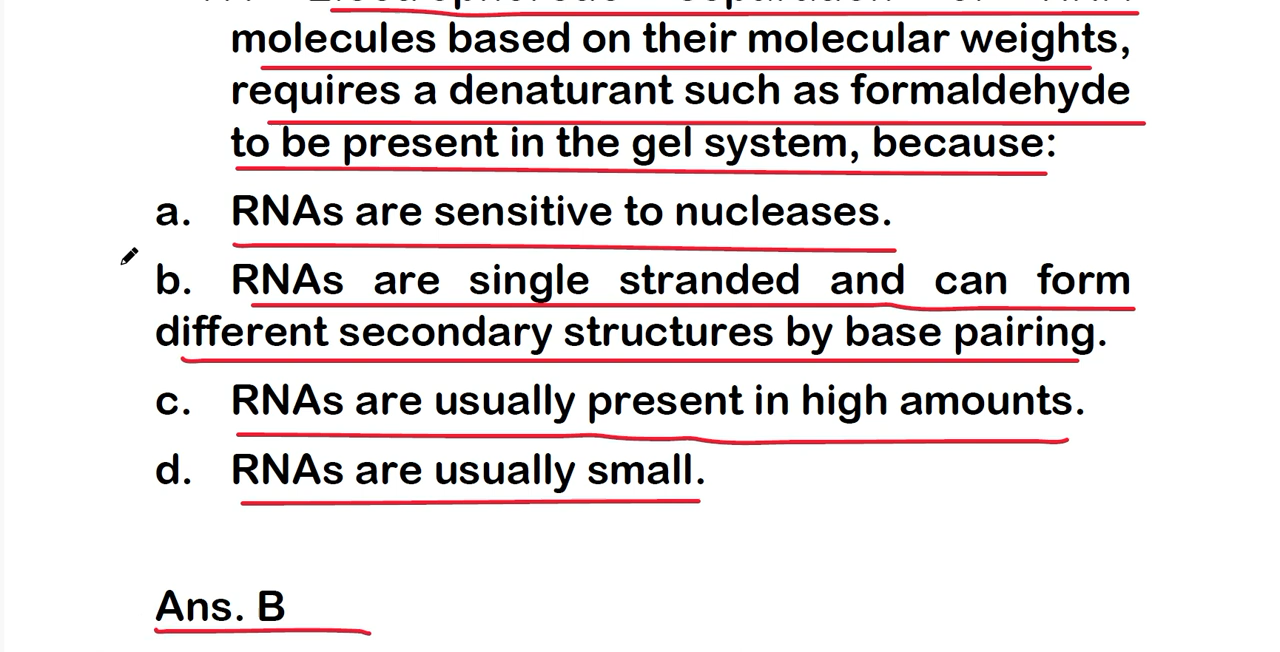 molecules based on their molecular weights,
requires a denaturant such as formaldehyde
to be present in the gel system, because:
a. RNAs are sensitive to nucleases.
b. RNAs are single stranded and can form
different secondary structures by base pairing.
c. RNAs are usually present in high amounts.
d. RNAs are usually small.
Ans. B